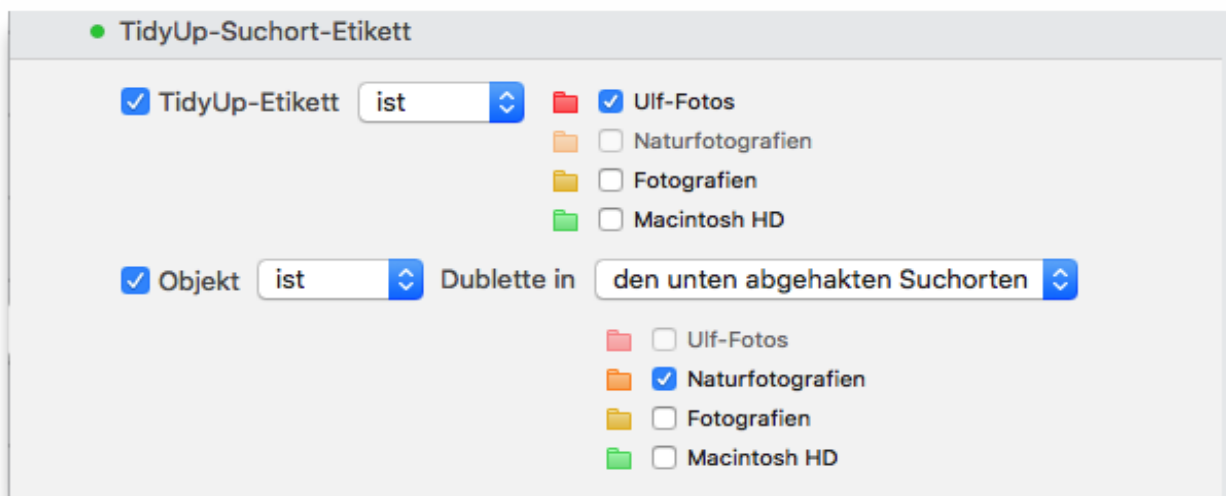 TidyUp-Suchort-Etikett
TidyUp-Etikett ist Ulf-Fotos
Naturfotografien
Fotografien
Macintosh HD
Objekt ist Dublette in den unten abgehakten Suchorten
Ulf-Fotos
Naturfotografien
Fotografien
Macintosh HD